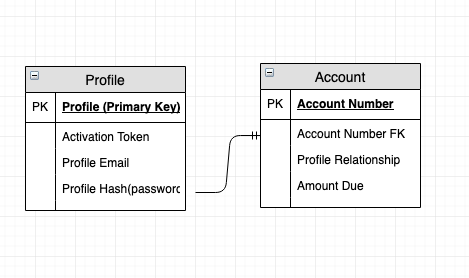 Profile
PK
Profile (Primary Key)
Activation Token
Profile Email
Profile Hash(password
Account
PK
Account Number
Account Number FK
Profile Relationship
Amount Due